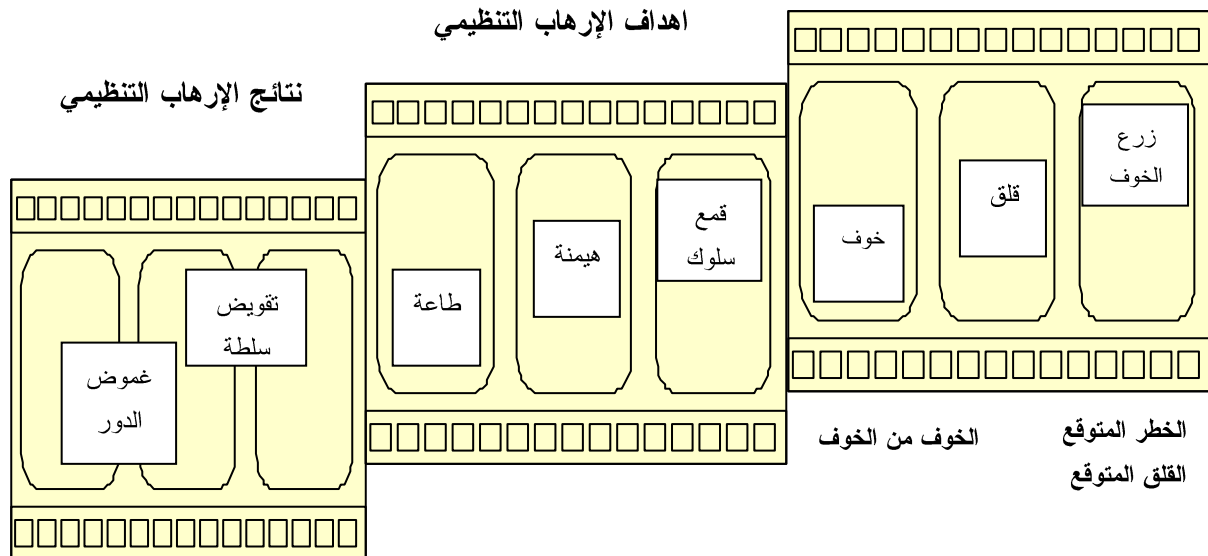 اهداف الإرهاب التنظيمي
نتائج الإرهاب التنظيمي
زرع
الخوف
قلق
خوف
قمع
سلوك
هيمنة
طاعة
تقويض
سلطة
غموض
الدور
الخطر المتوقع
القلق المتوقع
الخوف من الخوف